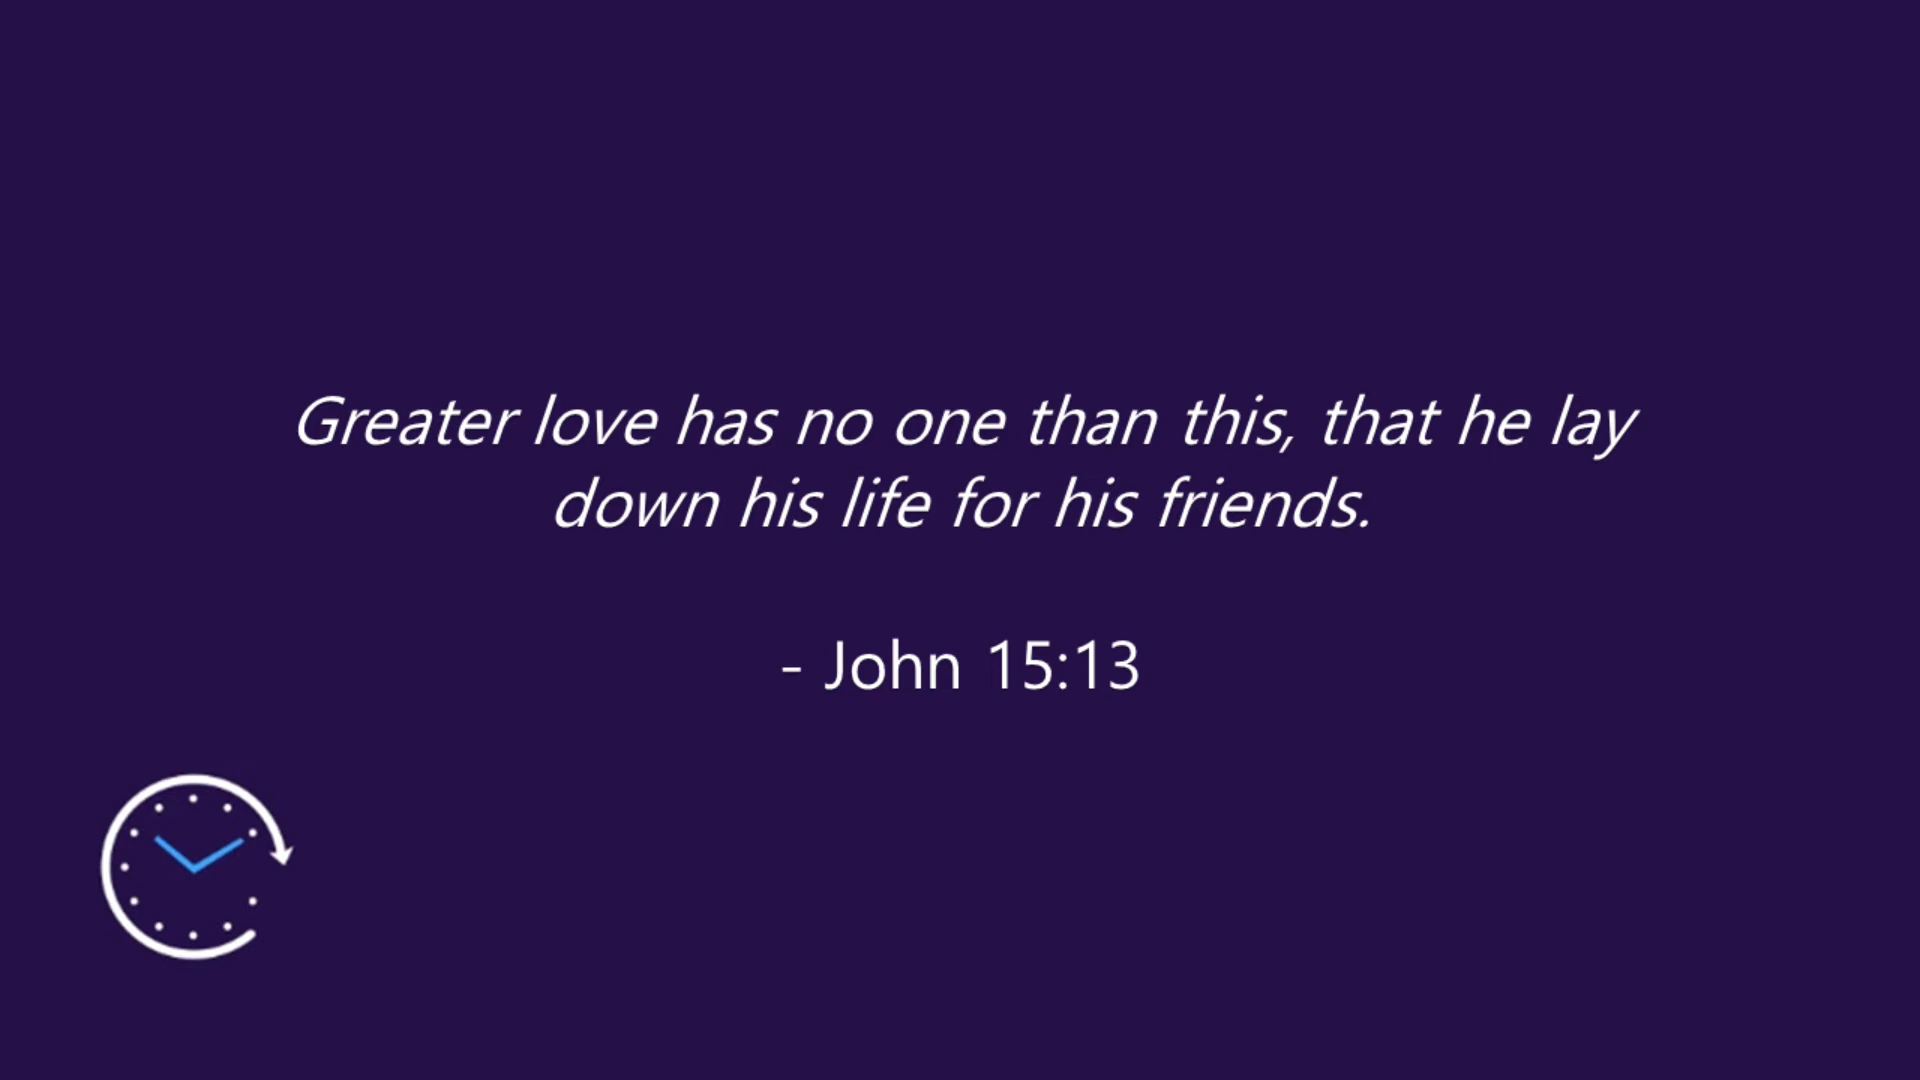 Greater love has no one than this, that he lay
down his life for his friends.
- John 15:13